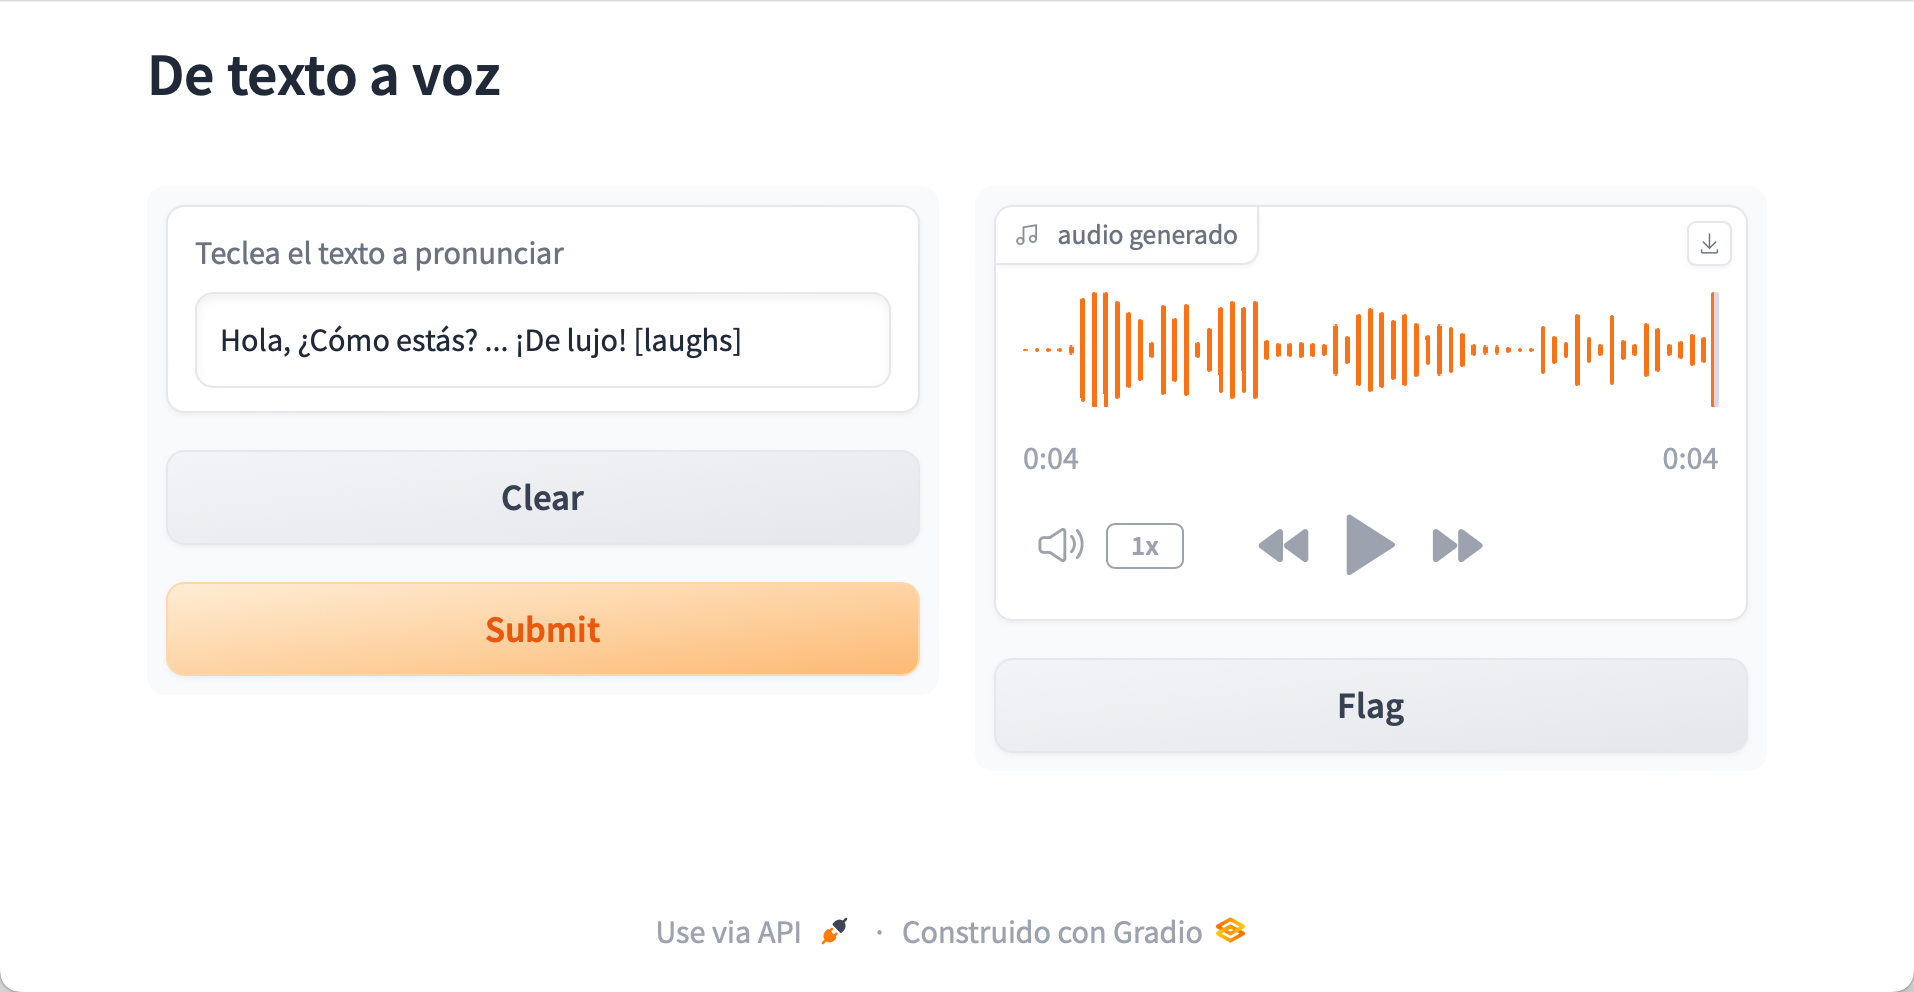 De texto a voz
Teclea el texto a pronunciar
Hola, ¿Cómo estás? ... ¡De lujo! [laughs]
Clear
Submit
audio generado
0:04
0:04
1x
Flag
Use via API · Construido con Gradio